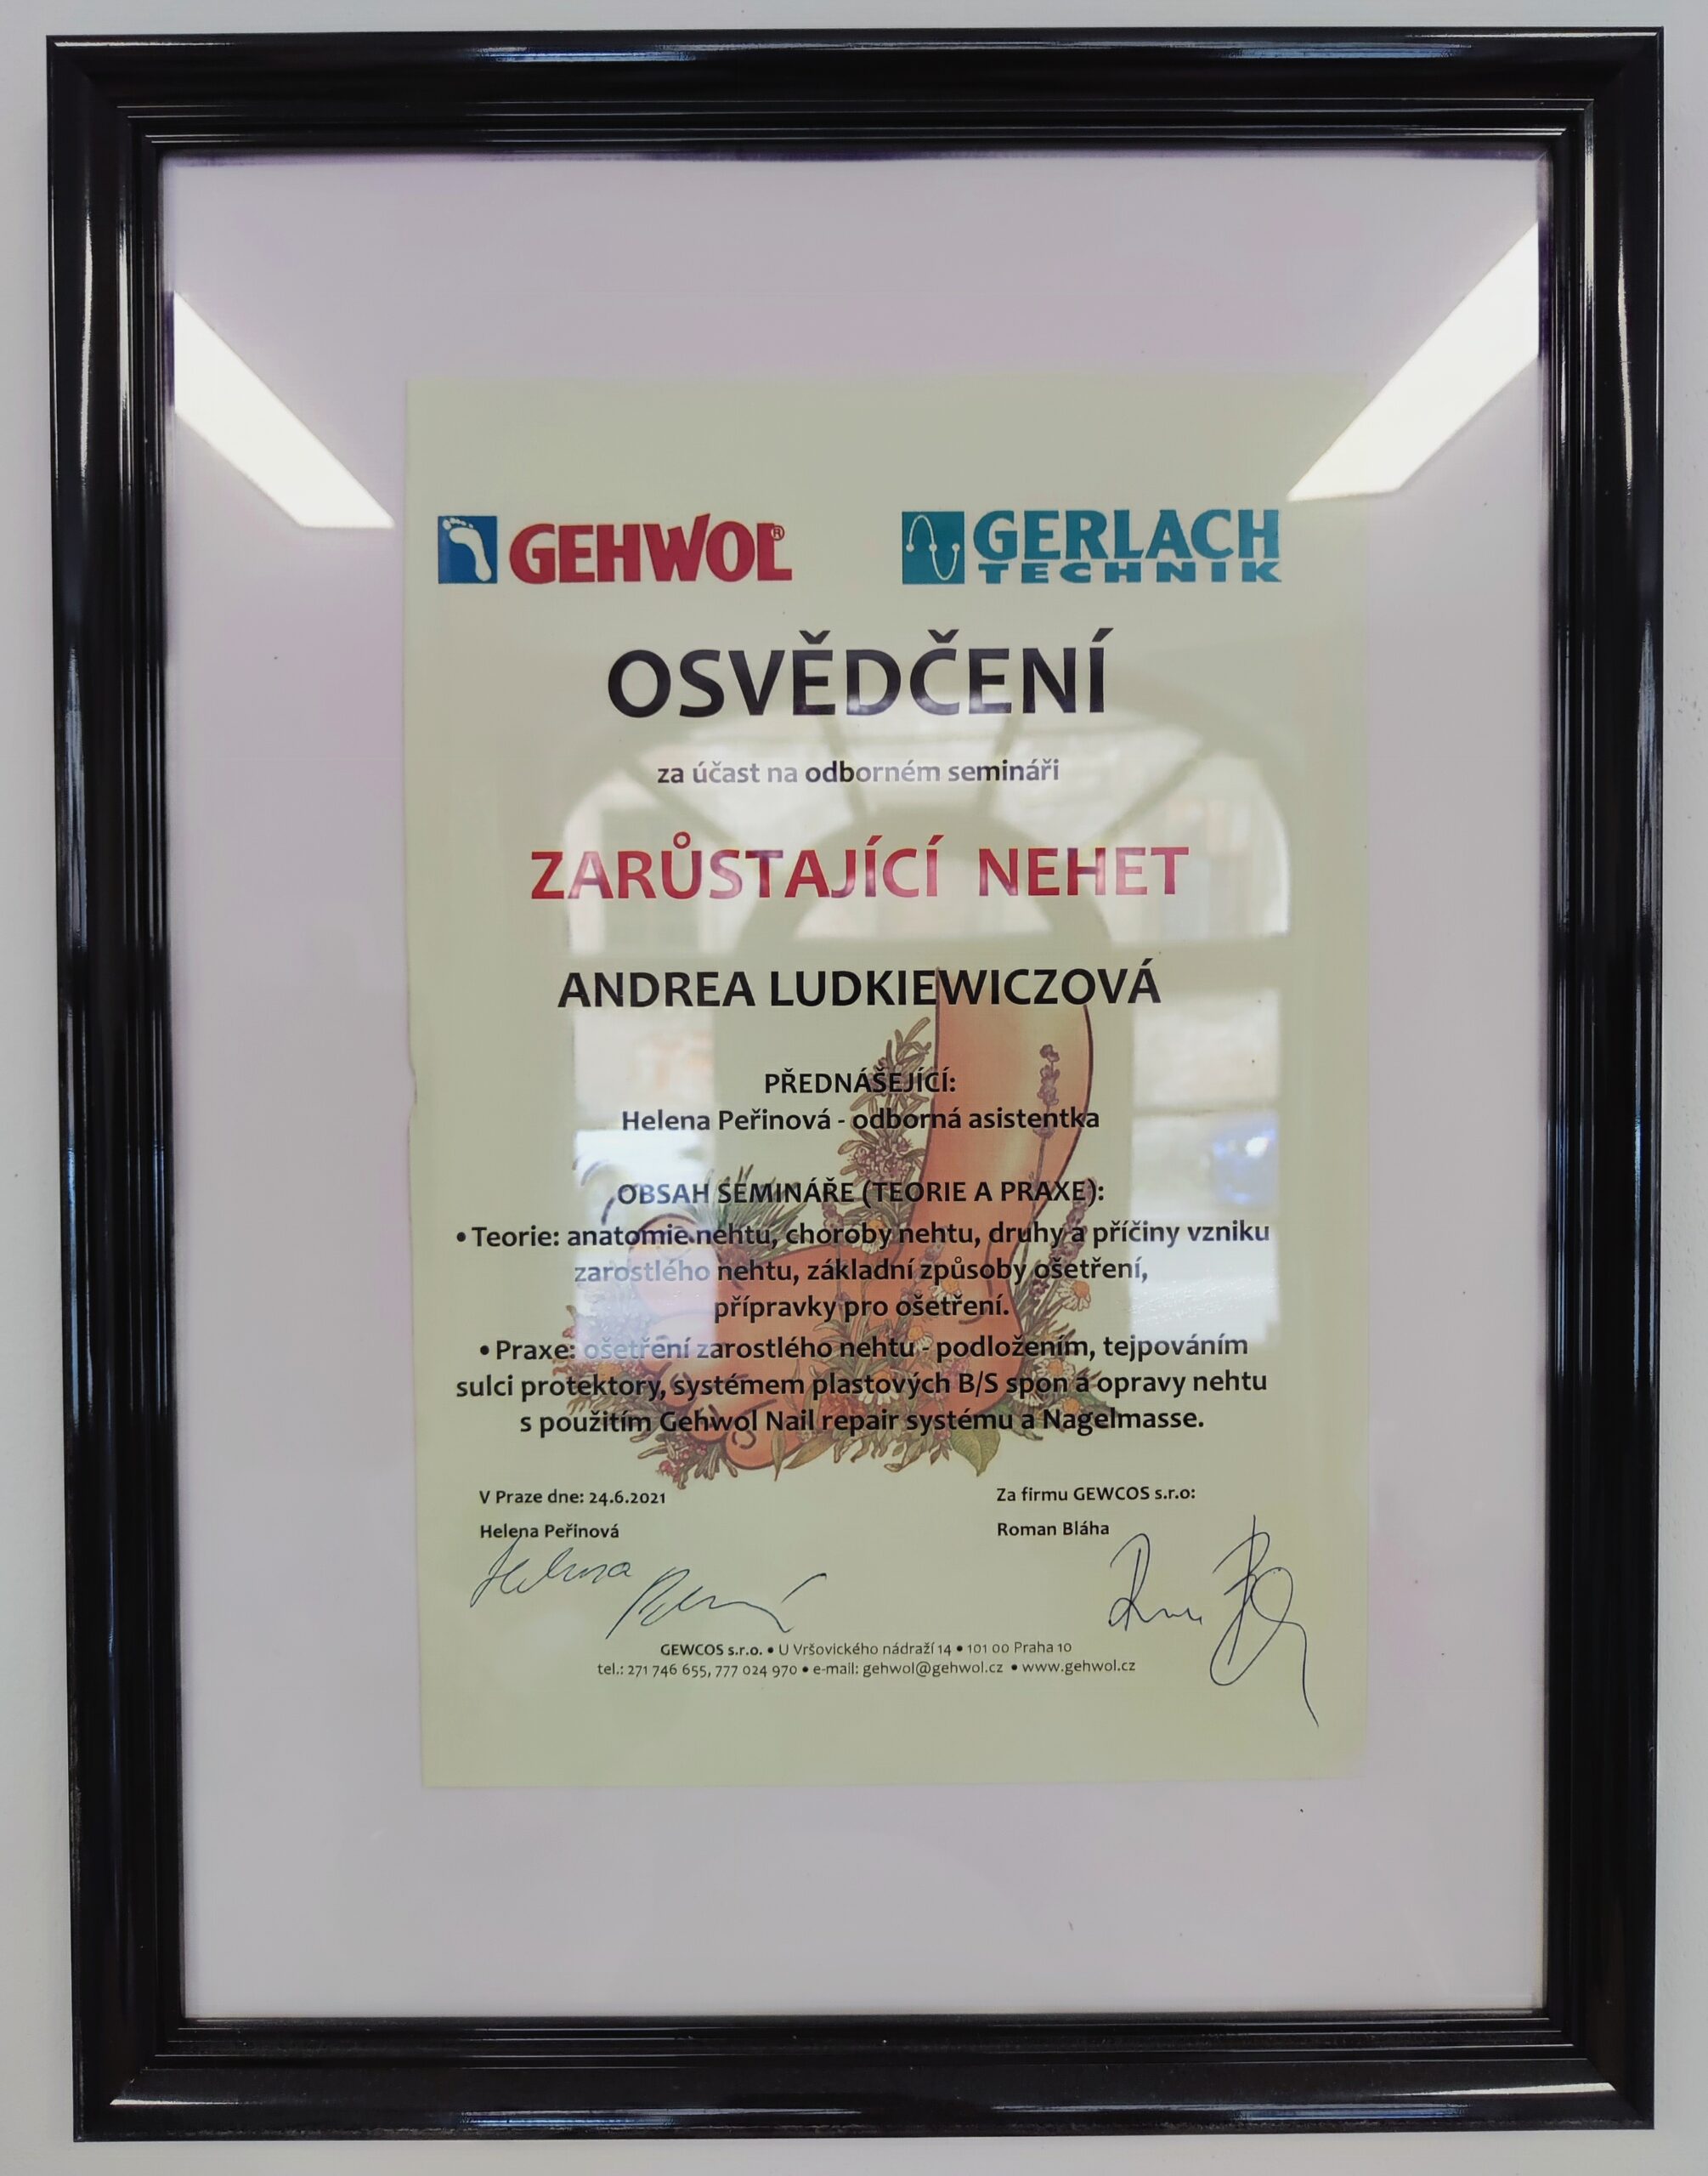 GEHWOL®
GERLACH
TECHNIK
OSVĚDČENÍ
za účast na odborném semináři
ZARŮSTAJÍCÍ NEHET
ANDREA LUDKIEWICZOVÁ
PŘEDNÁŠEJÍCÍ:
Helena Peřinová - odborná asistentka
OBSAH SEMINÁŘE (TEORIE A PRAXE):
• Teorie: anatomie nehtu, choroby nehtu, druhy a příčiny vzniku
zarostlého nehtu, základní způsoby ošetření,
přípravky pro ošetření.
• Praxe: ošetření zarostlého nehtu - podložením, tejpováním
sulci protektory, systémem plastových B/S spon a opravy nehtu
s použitím Gehwol Nail repair systému a Nagelmasse.
V Praze dne: 24.6.2021
Helena Peřinová
Za firmu GEWCOS s.r.o:
Roman Bláha
GEWCOS s.r.o. • U Vršovického nádraží 14 • 101 00 Praha 10
tel.: 271 746 655, 777 024 970 • e-mail: gehwol@gehwol.cz • www.gehwol.cz